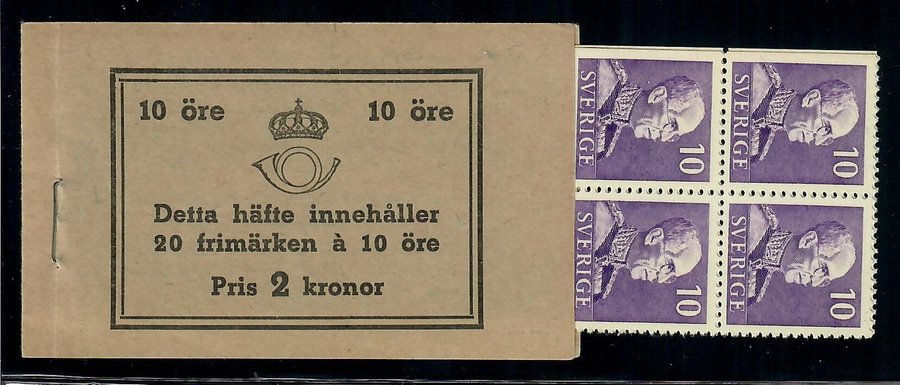 10 öre 10 öre
Detta häfte innehåller
20 frimärken à 10 öre
Pris 2 kronor
SVERIGE 10
SVERIGE 10
SVERIGE 10
SVERIGE 10